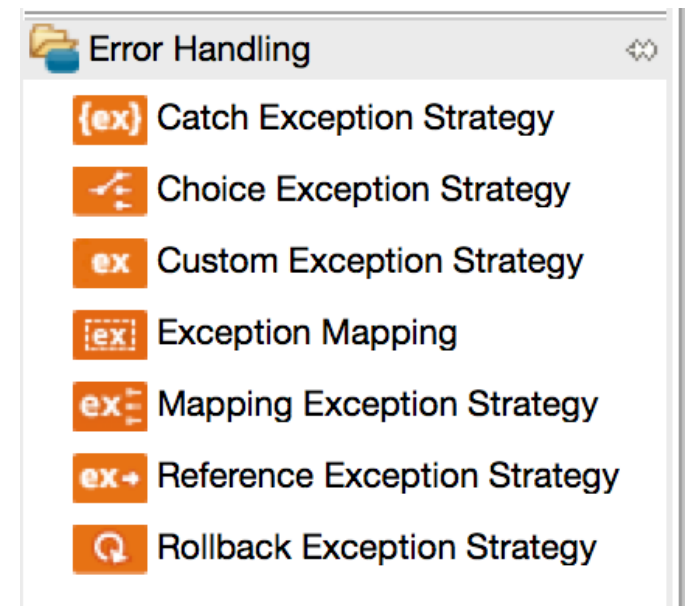 Error Handling
{ex} Catch Exception Strategy
Choice Exception Strategy
ex Custom Exception Strategy
ex Exception Mapping
ex Mapping Exception Strategy
ex Reference Exception Strategy
Rollback Exception Strategy